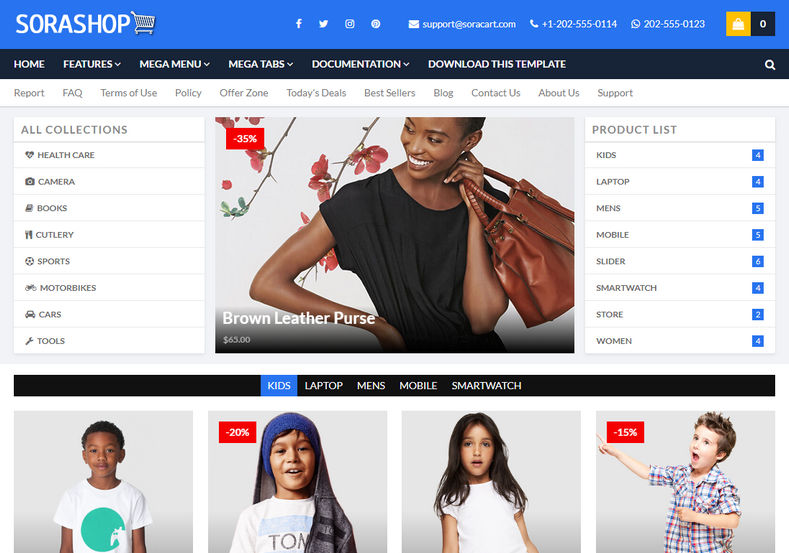 SORASHOP
support@soracart.com +1-202-555-0114 202-555-0123 0
HOME FEATURES MEGA MENU MEGA TABS DOCUMENTATION DOWNLOAD THIS TEMPLATE
Report FAQ Terms of Use Policy Offer Zone Today's Deals Best Sellers Blog Contact Us About Us Support
ALL COLLECTIONS
HEALTH CARE
CAMERA
BOOKS
CUTLERY
SPORTS
MOTORBIKES
CARS
TOOLS
-35%
Brown Leather Purse
$65.00
PRODUCT LIST
KIDS 4
LAPTOP 4
MENS 5
MOBILE 5
SLIDER 6
SMARTWATCH 4
STORE 2
WOMEN 4
KIDS LAPTOP MENS MOBILE SMARTWATCH
-20%
TOM
-15%